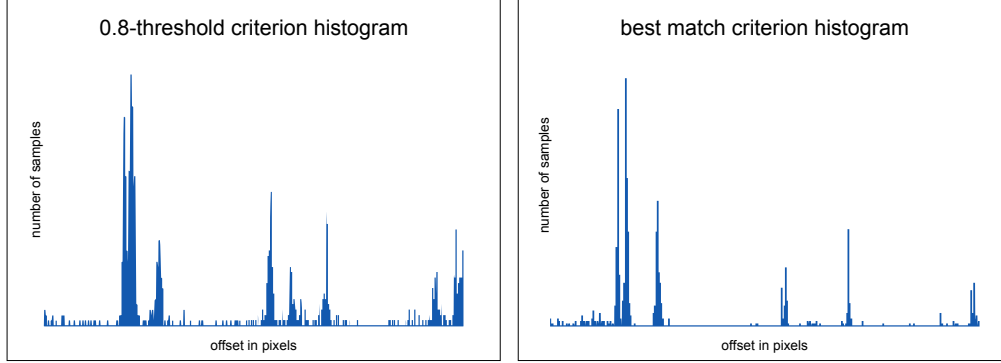 0.8-threshold criterion histogram
number of samples
offset in pixels
best match criterion histogram
number of samples
offset in pixels